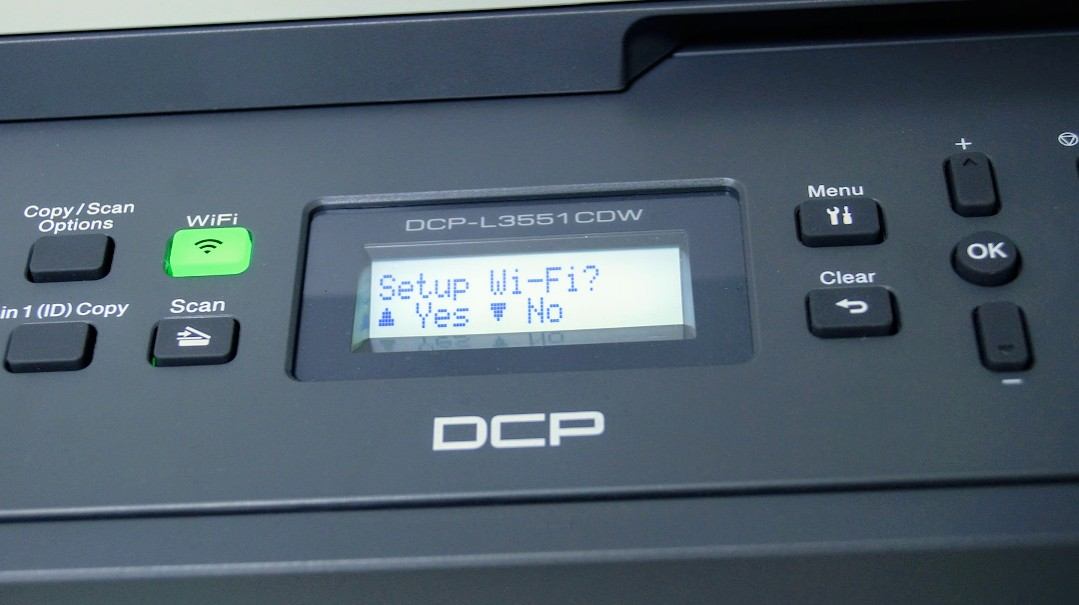 Copy/Scan
Options
WiFi
in 1 (ID) Copy
Scan
DCP-L3551CDW
Setup Wi-Fi?
▲ Yes ▼ No
DCP
Menu
Clear
+
OK
−